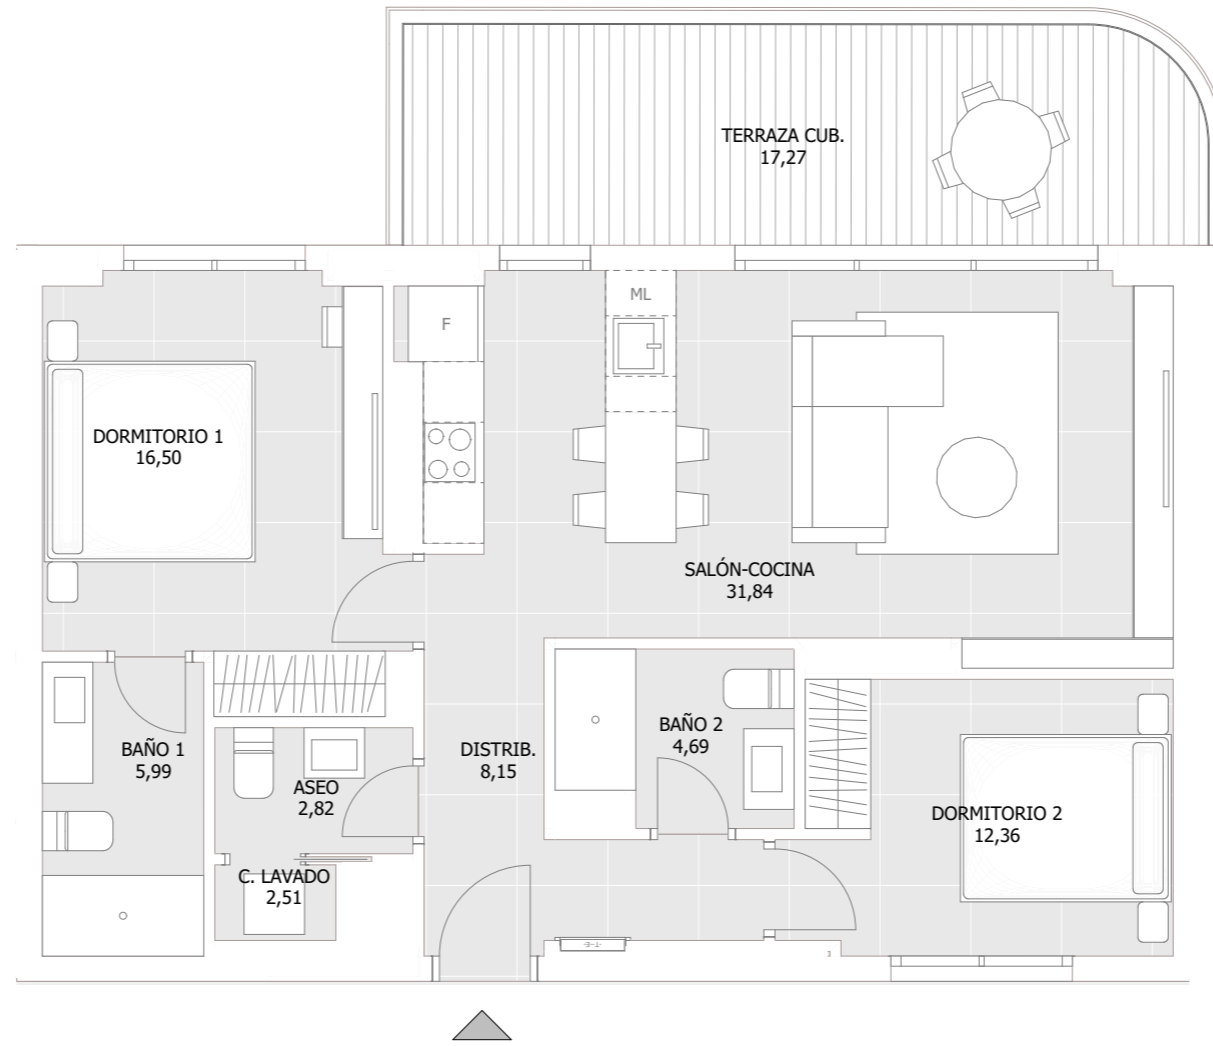 TERRAZA CUB.
17,27
ML
F
DORMITORIO 1
16,50
SALÓN-COCINA
31,84
BAÑO 1
5,99
ASEO
2,82
DISTRIB.
8,15
BAÑO 2
4,69
DORMITORIO 2
12,36
C. LAVADO
2,51